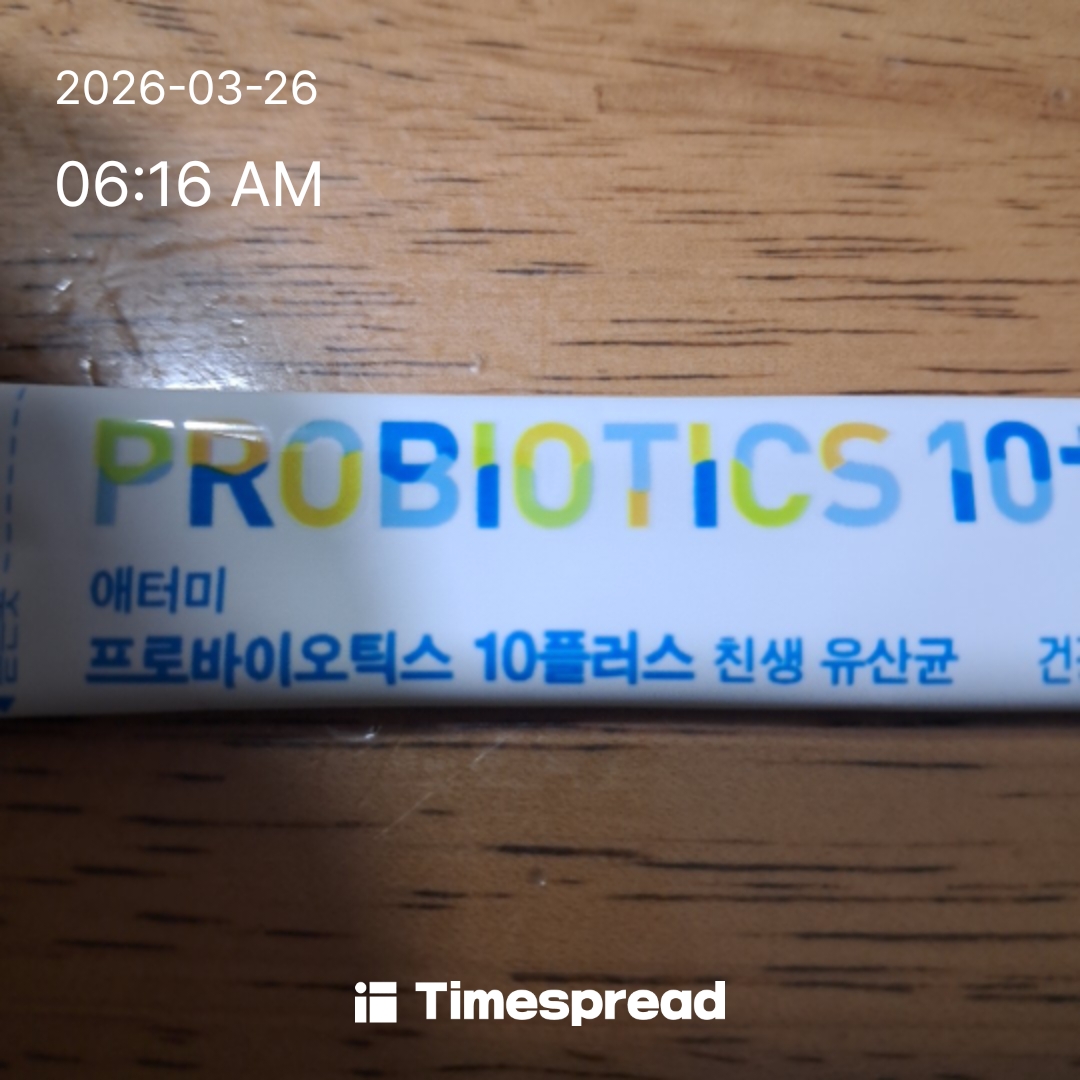 2026-03-26
06:16 AM
PROBIOTICS 10+
애터미
프로바이오틱스 10플러스 친생 유산균
Timespread